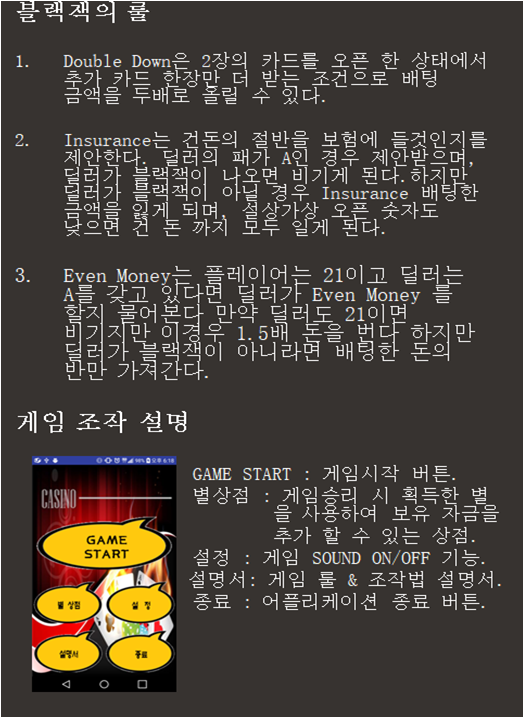 블랙잭의 룰
1. Double Down은 2장의 카드를 오픈 한 상태에서
추가 카드 한장만 더 받는 조건으로 배팅
금액을 두배로 올릴 수 있다.
2. Insurance는 건돈의 절반을 보험에 들것인지를
제안한다. 딜러의 패가 A인 경우 제안받으며,
딜러가 블랙잭이 나오면 비기게 된다.하지만
딜러가 블랙잭이 아닐 경우 Insurance 배팅한
금액을 잃게 되며, 설상가상 오픈 숫자도
낮으면 건 돈 까지 모두 일게 된다.
3. Even Money는 플레이어는 21이고 딜러는
A를 갖고 있다면 딜러가 Even Money 를
할지 물어본다 만약 딜러도 21이면
비기지만 이경우 1.5배 돈을 번다 하지만
딜러가 블랙잭이 아니라면 배팅한 돈의
반만 가져간다.
게임 조작 설명
98% 오후 6:18
CASINO
GAME
START
별 상점 설 정
설명서 종료
GAME START : 게임시작 버튼.
별상점 : 게임승리 시 획득한 별
을 사용하여 보유 자금을
추가 할 수 있는 상점.
설정 : 게임 SOUND ON/OFF 기능.
설명서: 게임 룰 & 조작법 설명서.
종료 : 어플리케이션 종료 버튼.